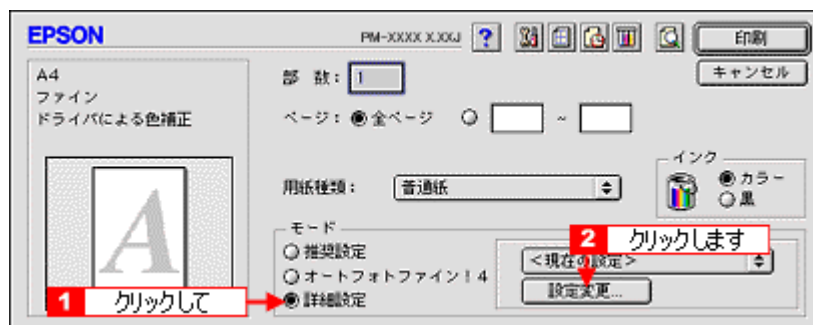 EPSON
PM-XXXX X.XXJ
?
印刷
キャンセル
A4
ファイン
ドライバによる色補正
部 数: 1
ページ: 全ページ ~
用紙種類: 普通紙
インク
カラー
黒
モード
推奨設定
オートフォトファイン!4
詳細設定
<現在の設定>
設定変更...
A
1 クリックして
2 クリックします